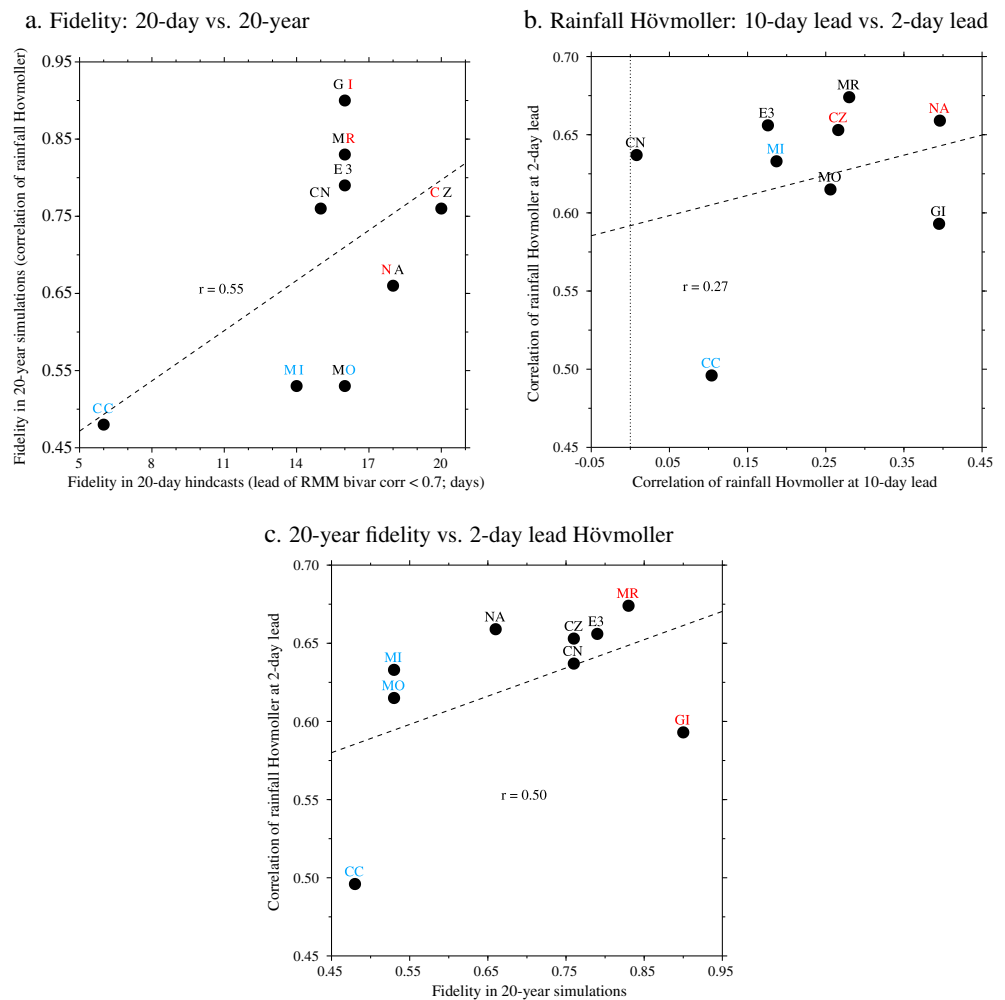 a. Fidelity: 20-day vs. 20-year
Fidelity in 20-year simulations (correlation of rainfall Hovmoller)
0.95
0.85
0.75
0.65
0.55
0.45
GI
MR
E3
CN
CZ
NA
r = 0.55
MI
MO
CC
5
8
11
14
17
20
Fidelity in 20-day hindcasts (lead of RMM bivar corr < 0.7; days)
b. Rainfall Hövmoller: 10-day lead vs. 2-day lead
Correlation of rainfall Hovmoller at 2-day lead
0.70
0.65
0.60
0.55
0.50
0.45
MR
NA
E3
CZ
CN
MI
MO
GI
r = 0.27
CC
-0.05
0.05
0.15
0.25
0.35
0.45
Correlation of rainfall Hovmoller at 10-day lead
c. 20-year fidelity vs. 2-day lead Hövmoller
Correlation of rainfall Hovmoller at 2-day lead
0.70
0.65
0.60
0.55
0.50
0.45
MR
NA
CZ
E3
CN
MI
MO
GI
r = 0.50
CC
0.45
0.55
0.65
0.75
0.85
0.95
Fidelity in 20-year simulations